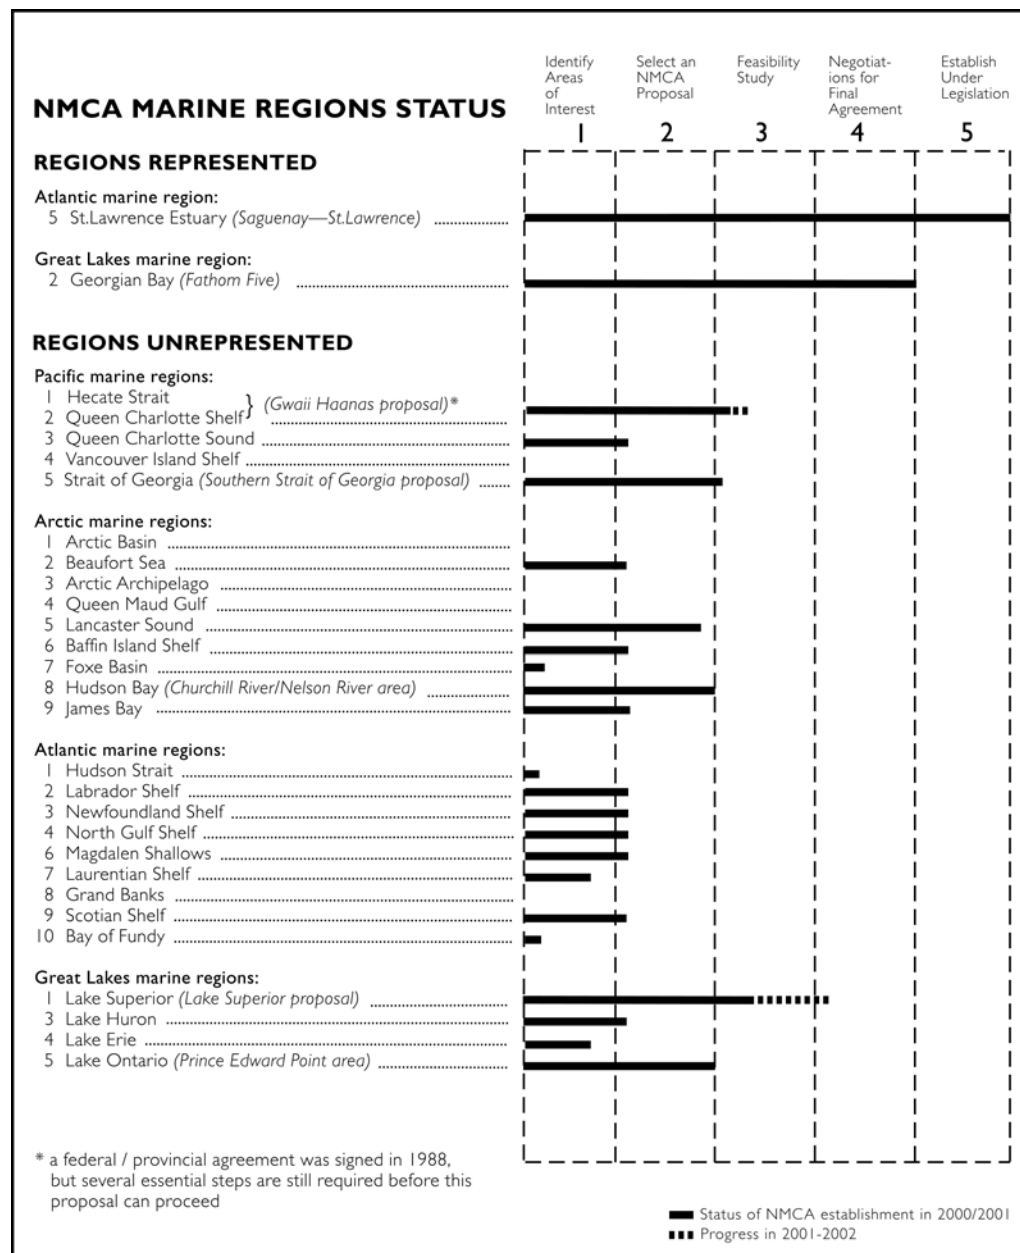 Identify Areas of Interest
Select an NMCA Proposal
Feasibility Study
Negotiat-ions for Final Agreement
Establish Under Legislation
NMCA MARINE REGIONS STATUS
1 2 3 4 5
REGIONS REPRESENTED
Atlantic marine region:
5 St.Lawrence Estuary (Saguenay—St.Lawrence)
Great Lakes marine region:
2 Georgian Bay (Fathom Five)
REGIONS UNREPRESENTED
Pacific marine regions:
1 Hecate Strait
} (Gwaii Haanas proposal)*
2 Queen Charlotte Shelf
3 Queen Charlotte Sound
4 Vancouver Island Shelf
5 Strait of Georgia (Southern Strait of Georgia proposal)
Arctic marine regions:
1 Arctic Basin
2 Beaufort Sea
3 Arctic Archipelago
4 Queen Maud Gulf
5 Lancaster Sound
6 Baffin Island Shelf
7 Foxe Basin
8 Hudson Bay (Churchill River/Nelson River area)
9 James Bay
Atlantic marine regions:
1 Hudson Strait
2 Labrador Shelf
3 Newfoundland Shelf
4 North Gulf Shelf
6 Magdalen Shallows
7 Laurentian Shelf
8 Grand Banks
9 Scotian Shelf
10 Bay of Fundy
Great Lakes marine regions:
1 Lake Superior (Lake Superior proposal)
3 Lake Huron
4 Lake Erie
5 Lake Ontario (Prince Edward Point area)
* a federal / provincial agreement was signed in 1988,
but several essential steps are still required before this
proposal can proceed
Status of NMCA establishment in 2000/2001
Progress in 2001-2002